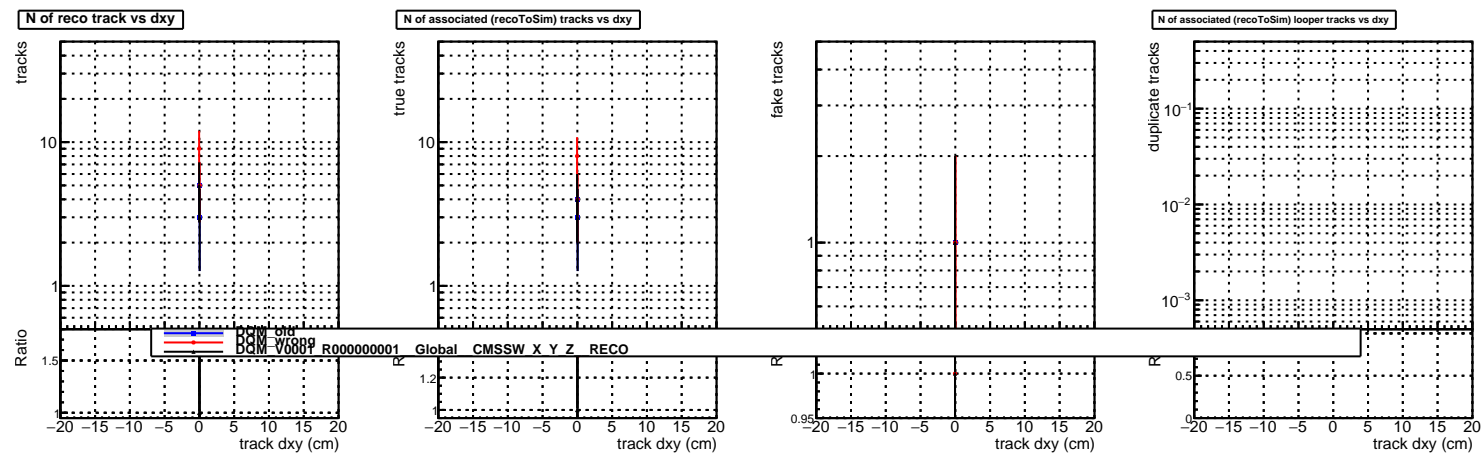 N of reco track vs dxy
N of associated (recoToSim) tracks vs dxy
N of associated (recoToSim) looper tracks vs dxy
tracks
10
1
true tracks
10
1
fake tracks
1
duplicate tracks
10⁻¹
10⁻²
10⁻³
DQM_old
DQM_wrong
DQM_V0001_R000000001__Global__CMSSW_X_Y_Z__RECO
Ratio
1.5
1
1.2
1
1
0.95
0.5
0
−20 −15 −10 −5 0 5 10 15 20
track dxy (cm)
−20 −15 −10 −5 0 5 10 15 20
track dxy (cm)
−20 −15 −10 −5 0 5 10 15 20
track dxy (cm)
−20 −15 −10 −5 0 5 10 15 20
track dxy (cm)